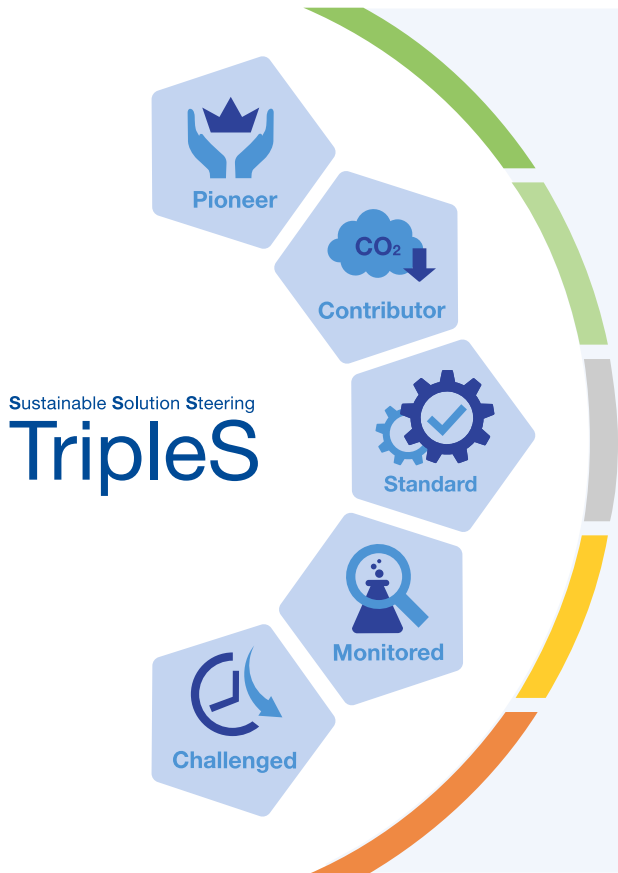 Pioneer
CO₂
Contributor
Sustainable Solution Steering
TripleS
Standard
Monitored
Challenged